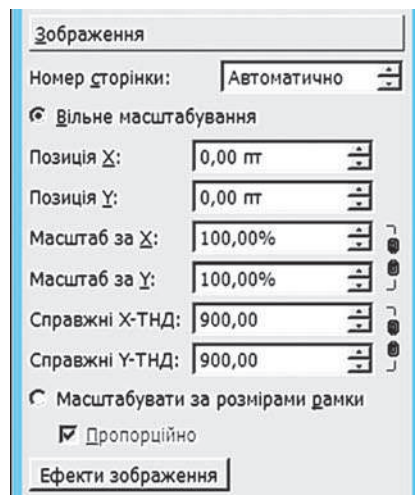 Зображення
Номер сторінки: Автоматично
Вільне масштабування
Позиція X: 0,00 пт
Позиція Y: 0,00 пт
Масштаб за X: 100,00%
Масштаб за Y: 100,00%
Справжні X-ТНД: 900,00
Справжні Y-ТНД: 900,00
Масштабувати за розмірами рамки
Пропорційно
Ефекти зображення